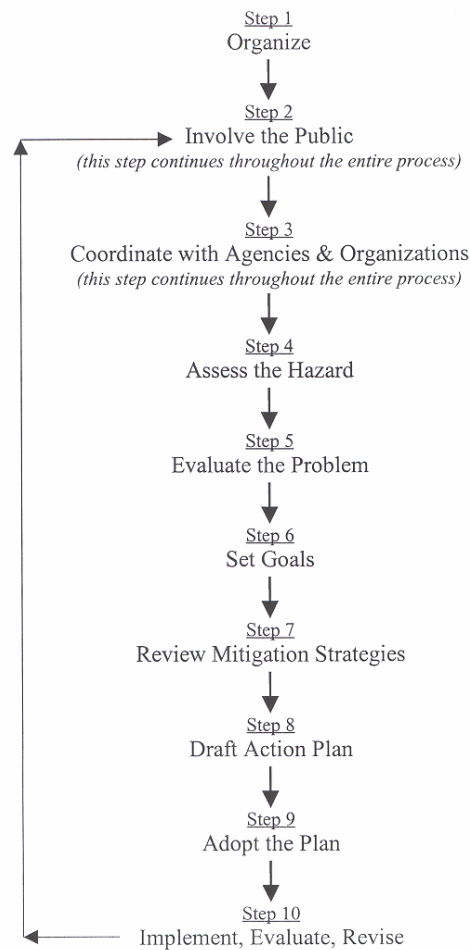 Step 1
Organize
Step 2
Involve the Public
(this step continues throughout the entire process)
Step 3
Coordinate with Agencies & Organizations
(this step continues throughout the entire process)
Step 4
Assess the Hazard
Step 5
Evaluate the Problem
Step 6
Set Goals
Step 7
Review Mitigation Strategies
Step 8
Draft Action Plan
Step 9
Adopt the Plan
Step 10
Implement, Evaluate, Revise